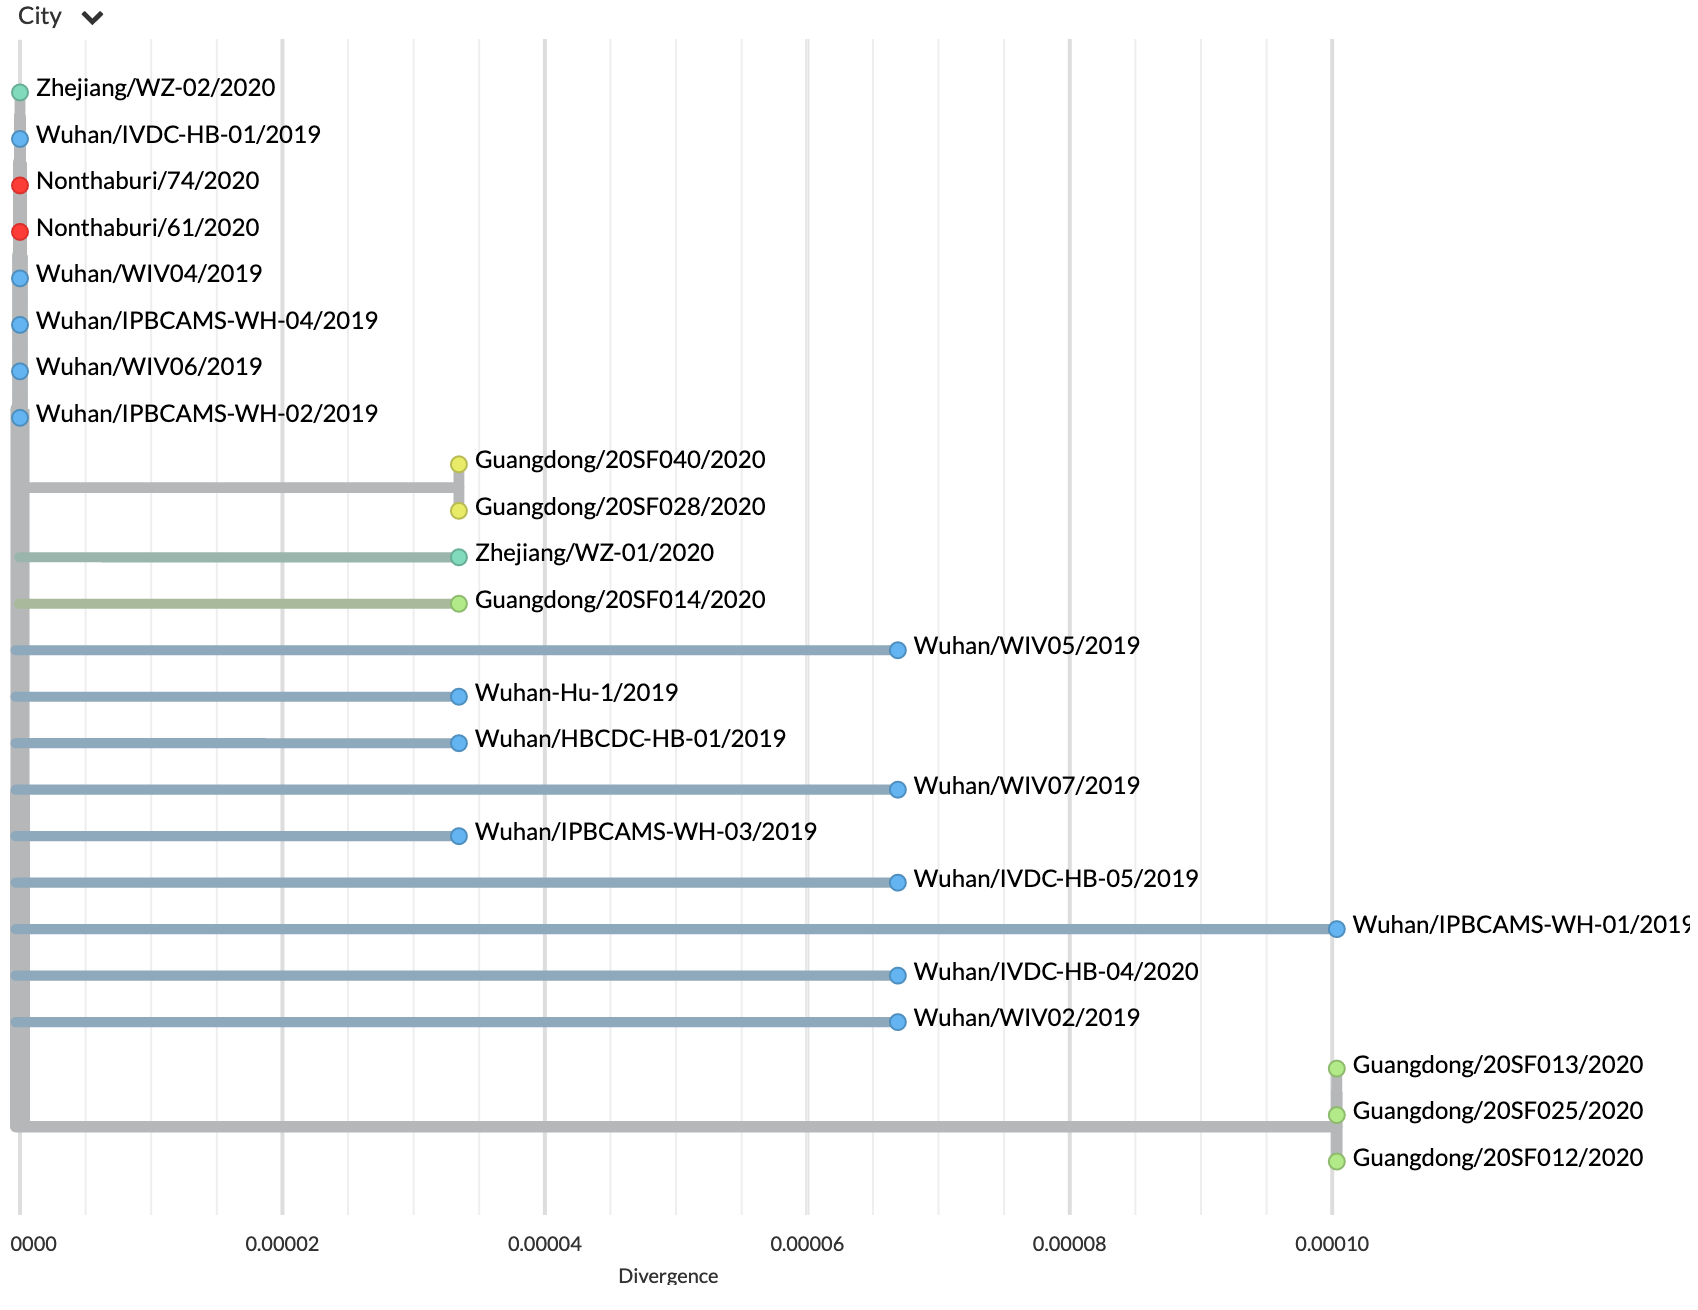 City
Zhejiang/WZ-02/2020
Wuhan/IVDC-HB-01/2019
Nonthaburi/74/2020
Nonthaburi/61/2020
Wuhan/WIV04/2019
Wuhan/IPBCAMS-WH-04/2019
Wuhan/WIV06/2019
Wuhan/IPBCAMS-WH-02/2019
Guangdong/20SF040/2020
Guangdong/20SF028/2020
Zhejiang/WZ-01/2020
Guangdong/20SF014/2020
Wuhan/WIV05/2019
Wuhan-Hu-1/2019
Wuhan/HBCDC-HB-01/2019
Wuhan/WIV07/2019
Wuhan/IPBCAMS-WH-03/2019
Wuhan/IVDC-HB-05/2019
Wuhan/IPBCAMS-WH-01/2019
Wuhan/IVDC-HB-04/2020
Wuhan/WIV02/2019
Guangdong/20SF013/2020
Guangdong/20SF025/2020
Guangdong/20SF012/2020
0000 0.00002 0.00004 0.00006 0.00008 0.00010
Divergence